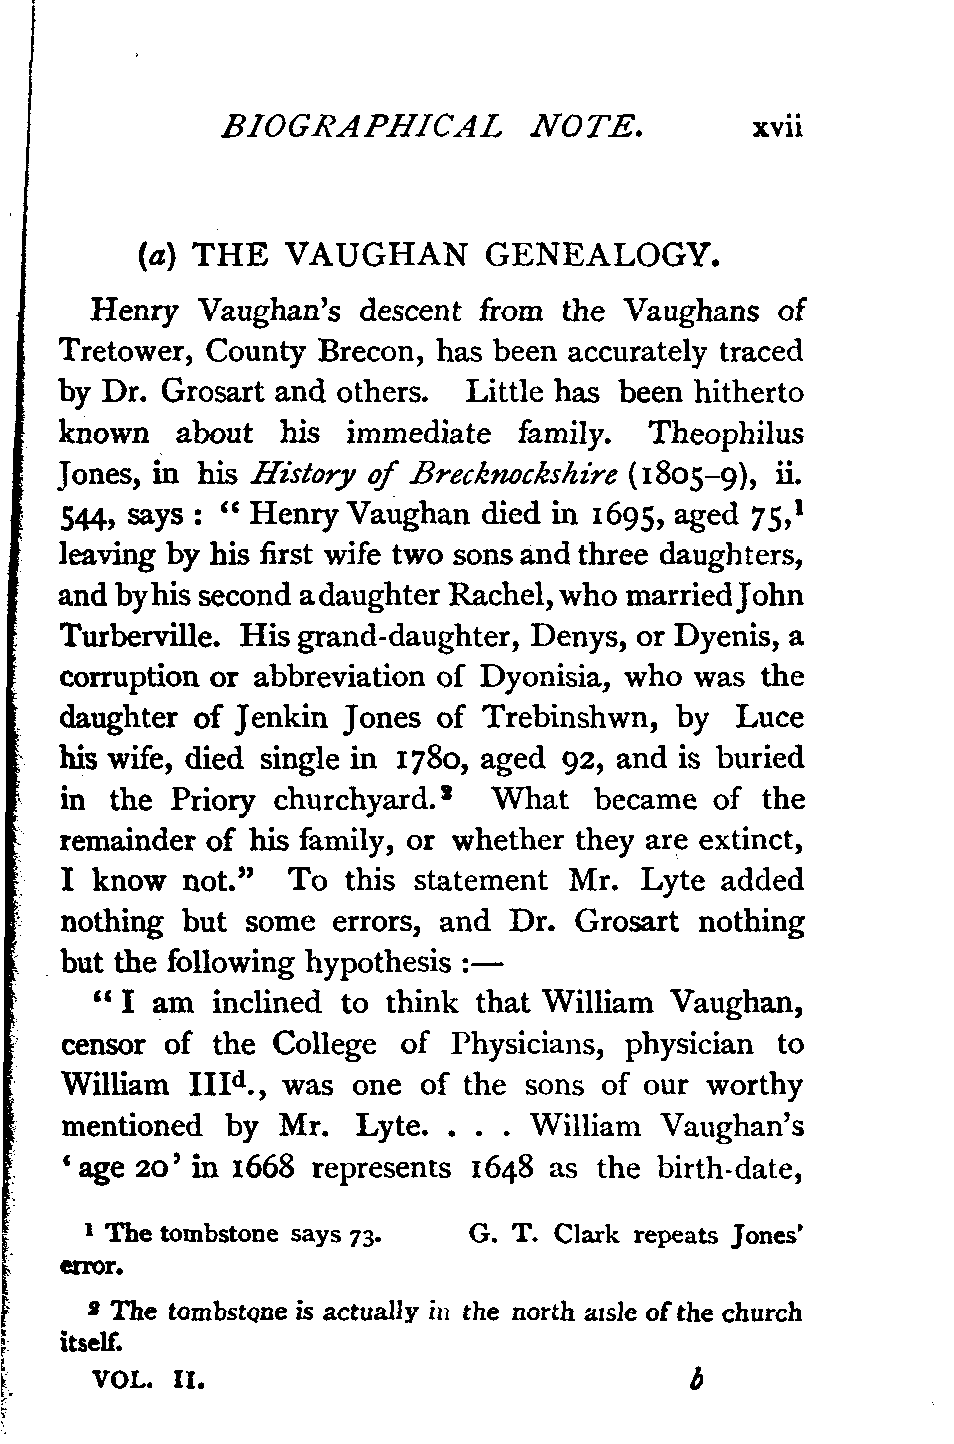 BIOGRAPHICAL NOTE. xvii
(a) THE VAUGHAN GENEALOGY.
Henry Vaughan's descent from the Vaughans of
Tretower, County Brecon, has been accurately traced
by Dr. Grosart and others. Little has been hitherto
known about his immediate family. Theophilus
Jones, in his History of Brecknockshire (1805–9), ii.
544, says : “ Henry Vaughan died in 1695, aged 75,¹
leaving by his first wife two sons and three daughters,
and by his second a daughter Rachel, who married John
Turberville. His grand-daughter, Denys, or Dyenis, a
corruption or abbreviation of Dyonisia, who was the
daughter of Jenkin Jones of Trebinshwn, by Luce
his wife, died single in 1780, aged 92, and is buried
in the Priory churchyard.² What became of the
remainder of his family, or whether they are extinct,
I know not.” To this statement Mr. Lyte added
nothing but some errors, and Dr. Grosart nothing
but the following hypothesis :—
“ I am inclined to think that William Vaughan,
censor of the College of Physicians, physician to
William IIIᵈ., was one of the sons of our worthy
mentioned by Mr. Lyte. . . . William Vaughan's
‘ age 20 ’ in 1668 represents 1648 as the birth-date,
¹ The tombstone says 73. G. T. Clark repeats Jones'
error.
² The tombstone is actually in the north aisle of the church
itself.
VOL. II. b